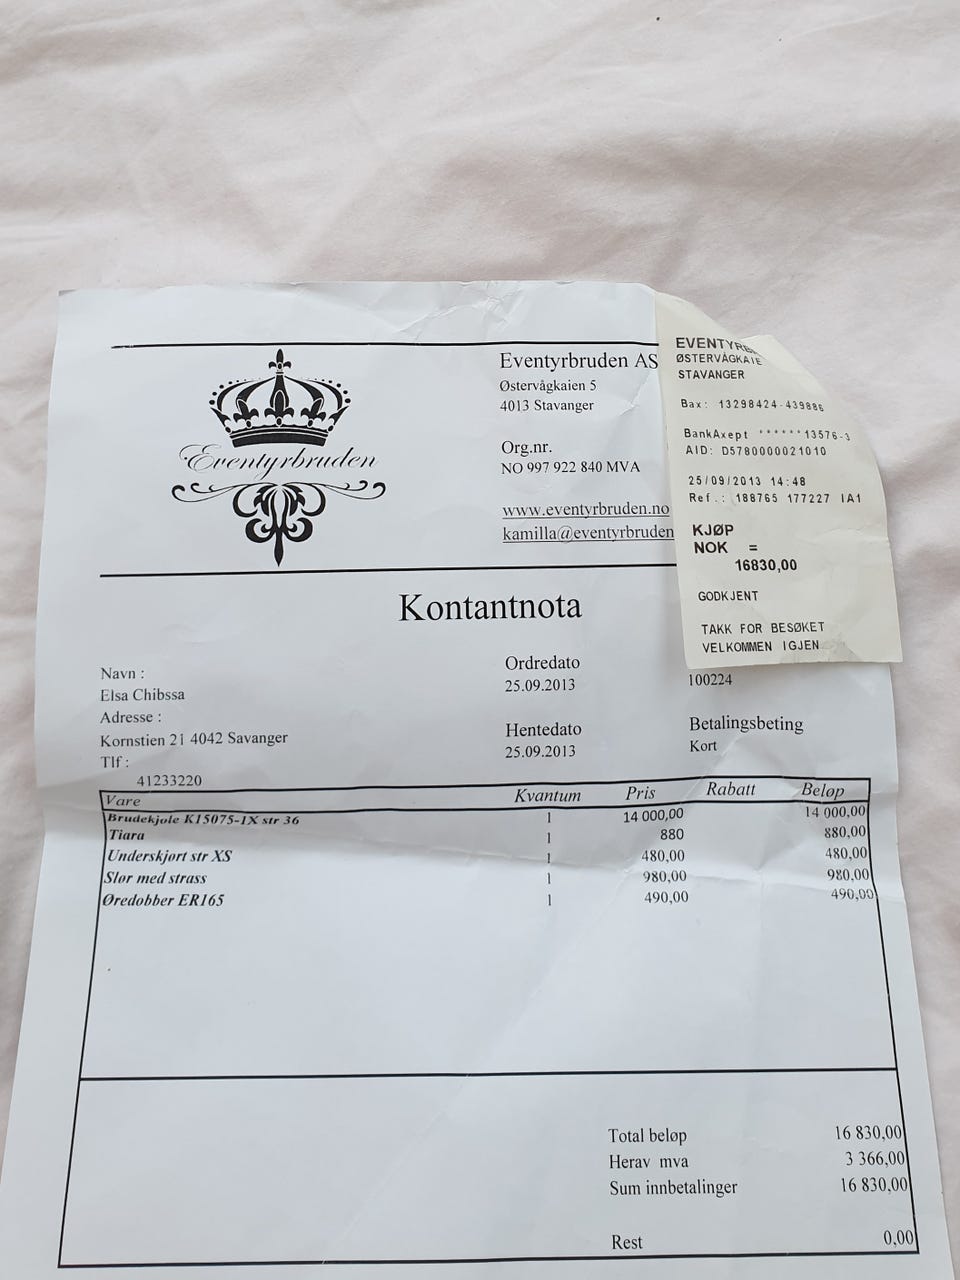 Eventyrbruden
Eventyrbruden AS
Østervågkaien 5
4013 Stavanger
Org.nr.
NO 997 922 840 MVA
www.eventyrbruden.no
kamilla@eventyrbruden
EVENTYRB
ØSTERVÅGKAIE
STAVANGER
Bax: 13298424-439886
BankAxept ******13576-3
AID: D5780000021010
25/09/2013 14:48
Ref.: 188765 177227 IA1
KJØP
NOK =
16830,00
GODKJENT
TAKK FOR BESØKET
VELKOMMEN IGJEN
Kontantnota
Navn :
Elsa Chibssa
Adresse :
Kornstien 21 4042 Savanger
Tlf :
41233220
Ordredato
25.09.2013
100224
Hentedato
25.09.2013
Betalingsbeting
Kort
Vare Kvantum Pris Rabatt Beløp
Brudekjole K15075-1X str 36 1 14 000,00 14 000,00
Tiara 1 880 880,00
Underskjørt str XS 1 480,00 480,00
Slør med strass 1 980,00 980,00
Øredobber ER165 1 490,00 490,00
Total beløp 16 830,00
Herav mva 3 366,00
Sum innbetalinger 16 830,00
Rest 0,00